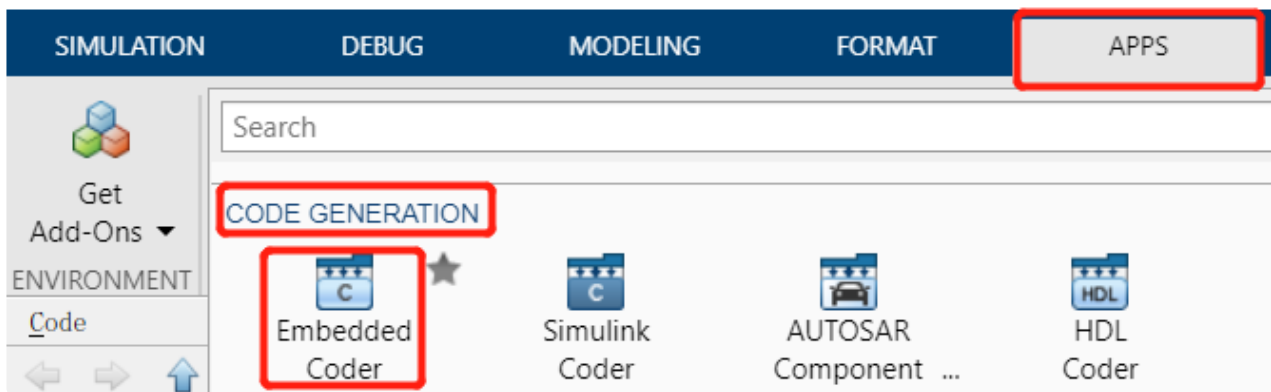 SIMULATION DEBUG MODELING FORMAT APPS
Search
Get
Add-Ons
ENVIRONMENT
Code
CODE GENERATION
C
Embedded
Coder
C
Simulink
Coder
AUTOSAR
Component ...
HDL
HDL
Coder